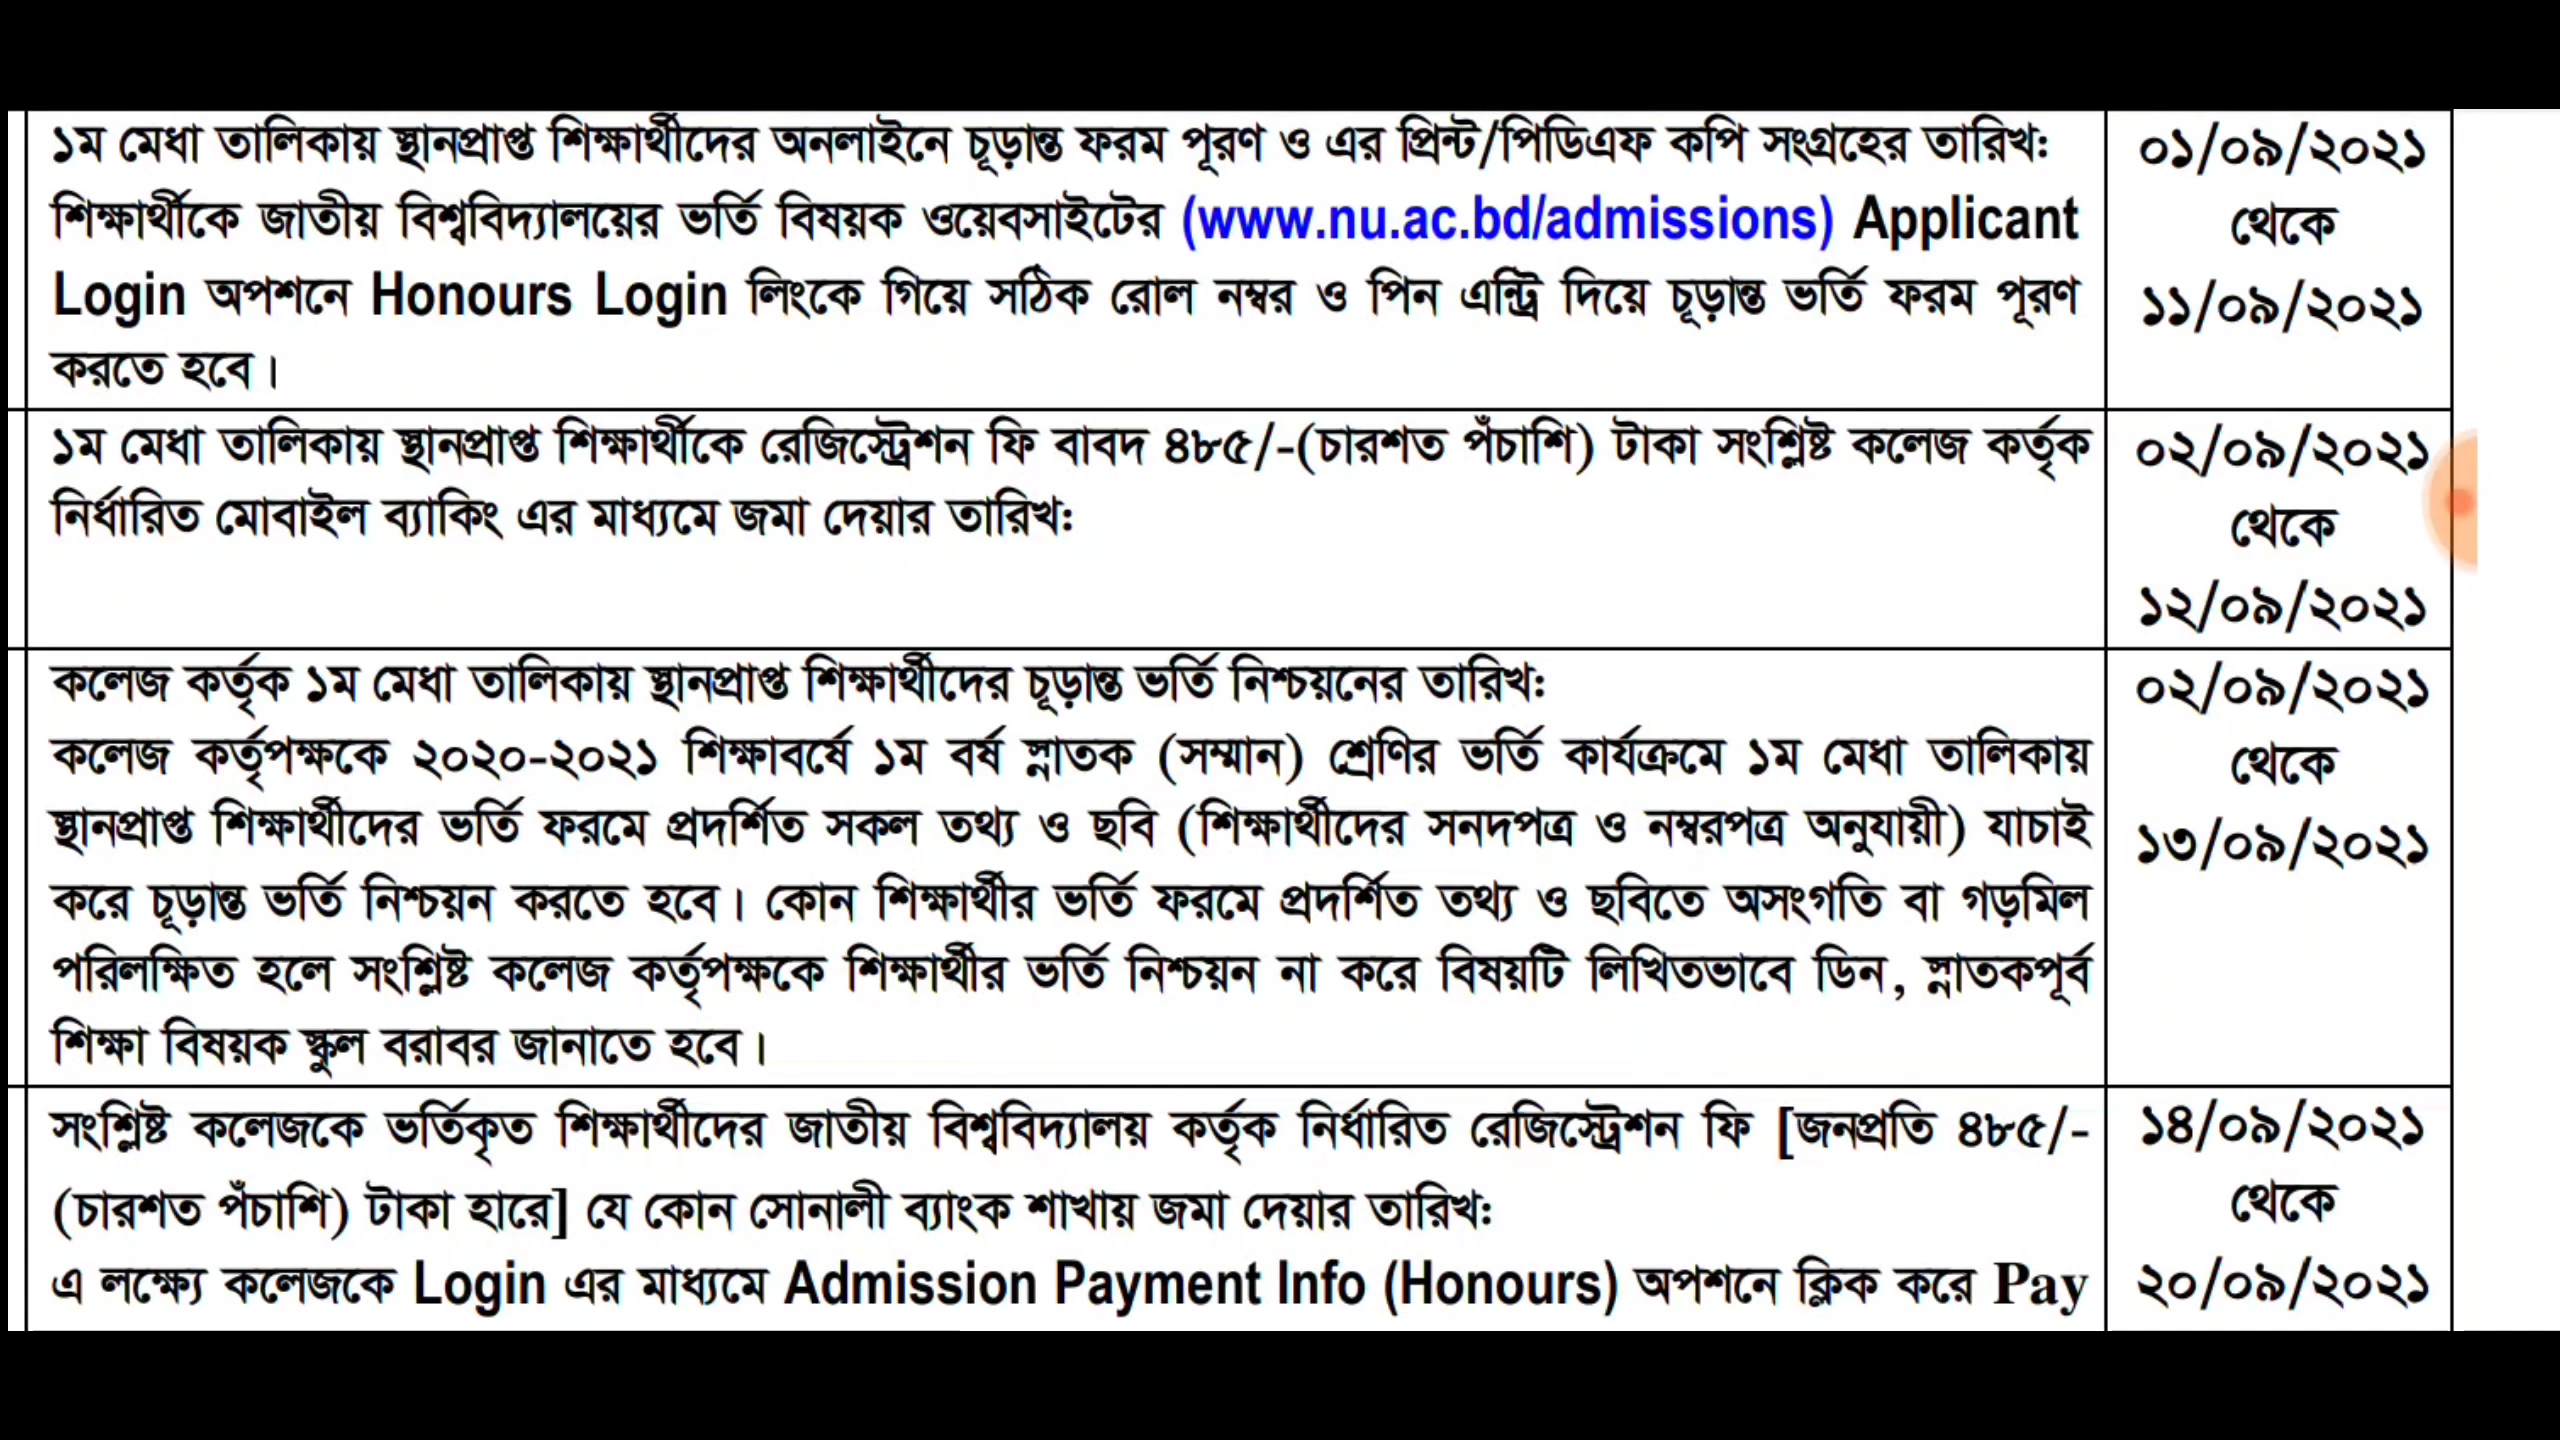 ১ম মেধা তালিকায় স্থানপ্রাপ্ত শিক্ষার্থীদের অনলাইনে চূড়ান্ত ফরম পূরণ ও এর প্রিন্ট/পিডিএফ কপি সংগ্রহের তারিখঃ
শিক্ষার্থীকে জাতীয় বিশ্ববিদ্যালয়ের ভর্তি বিষয়ক ওয়েবসাইটের (www.nu.ac.bd/admissions) Applicant
Login অপশনে Honours Login লিংকে গিয়ে সঠিক রোল নম্বর ও পিন এন্ট্রি দিয়ে চূড়ান্ত ভর্তি ফরম পূরণ
করতে হবে।
০১/০৯/২০২১
থেকে
১১/০৯/২০২১
১ম মেধা তালিকায় স্থানপ্রাপ্ত শিক্ষার্থীকে রেজিস্ট্রেশন ফি বাবদ ৪৮৫/-(চারশত পঁচাশি) টাকা সংশ্লিষ্ট কলেজ কর্তৃক
নির্ধারিত মোবাইল ব্যাকিং এর মাধ্যমে জমা দেয়ার তারিখঃ
০২/০৯/২০২১
থেকে
১২/০৯/২০২১
কলেজ কর্তৃক ১ম মেধা তালিকায় স্থানপ্রাপ্ত শিক্ষার্থীদের চূড়ান্ত ভর্তি নিশ্চয়নের তারিখঃ
কলেজ কর্তৃপক্ষকে ২০২০-২০২১ শিক্ষাবর্ষে ১ম বর্ষ স্নাতক (সম্মান) শ্রেণির ভর্তি কার্যক্রমে ১ম মেধা তালিকায়
স্থানপ্রাপ্ত শিক্ষার্থীদের ভর্তি ফরমে প্রদর্শিত সকল তথ্য ও ছবি (শিক্ষার্থীদের সনদপত্র ও নম্বরপত্র অনুযায়ী) যাচাই
করে চূড়ান্ত ভর্তি নিশ্চয়ন করতে হবে। কোন শিক্ষার্থীর ভর্তি ফরমে প্রদর্শিত তথ্য ও ছবিতে অসংগতি বা গড়মিল
পরিলক্ষিত হলে সংশ্লিষ্ট কলেজ কর্তৃপক্ষকে শিক্ষার্থীর ভর্তি নিশ্চয়ন না করে বিষয়টি লিখিতভাবে ডিন, স্নাতকপূর্ব
শিক্ষা বিষয়ক স্কুল বরাবর জানাতে হবে।
০২/০৯/২০২১
থেকে
১৩/০৯/২০২১
সংশ্লিষ্ট কলেজকে ভর্তিকৃত শিক্ষার্থীদের জাতীয় বিশ্ববিদ্যালয় কর্তৃক নির্ধারিত রেজিস্ট্রেশন ফি [জনপ্রতি ৪৮৫/-
(চারশত পঁচাশি) টাকা হারে] যে কোন সোনালী ব্যাংক শাখায় জমা দেয়ার তারিখঃ
এ লক্ষ্যে কলেজকে Login এর মাধ্যমে Admission Payment Info (Honours) অপশনে ক্লিক করে Pay
১৪/০৯/২০২১
থেকে
২০/০৯/২০২১